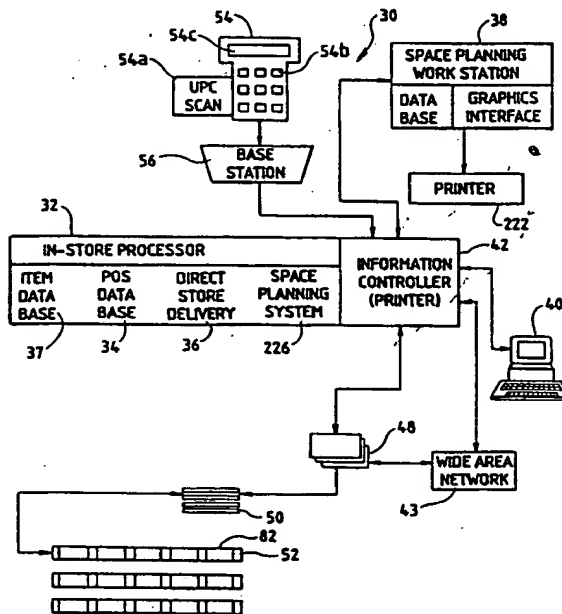 54
30
38
54c
54b
54a
UPC
SCAN
SPACE PLANNING
WORK STATION
DATA
BASE
GRAPHICS
INTERFACE
56
BASE
STATION
PRINTER
222
32
42
IN-STORE PROCESSOR
ITEM
DATA
BASE
POS
DATA
BASE
DIRECT
STORE
DELIVERY
SPACE
PLANNING
SYSTEM
INFORMATION
CONTROLLER
(PRINTER)
37
34
36
226
40
48
WIDE AREA
NETWORK
43
50
82
52